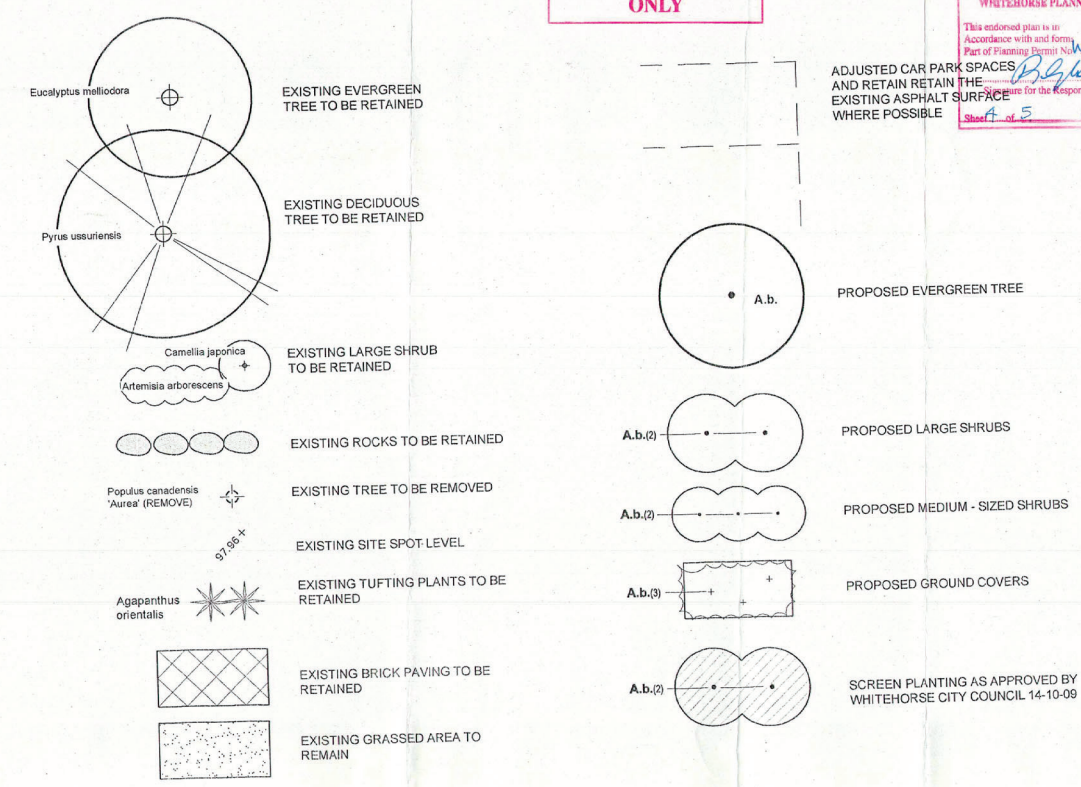 ONLY
WHITEHORSE PLANN
This endorsed plan is in
Accordance with and forms
Part of Planning Permit No
Signature for the Respon
Sheet 4 of 5
Eucalyptus melliodora
EXISTING EVERGREEN
TREE TO BE RETAINED
Pyrus ussuriensis
EXISTING DECIDUOUS
TREE TO BE RETAINED
Camellia japonica
Artemisia arborescens
EXISTING LARGE SHRUB
TO BE RETAINED
EXISTING ROCKS TO BE RETAINED
Populus canadensis
'Aurea' (REMOVE)
EXISTING TREE TO BE REMOVED
97.96 +
EXISTING SITE SPOT LEVEL
Agapanthus
orientalis
EXISTING TUFTING PLANTS TO BE
RETAINED
EXISTING BRICK PAVING TO BE
RETAINED
EXISTING GRASSED AREA TO
REMAIN
ADJUSTED CAR PARK SPACES
AND RETAIN RETAIN THE
EXISTING ASPHALT SURFACE
WHERE POSSIBLE
A.b.
PROPOSED EVERGREEN TREE
A.b.(2)
PROPOSED LARGE SHRUBS
A.b.(2)
PROPOSED MEDIUM - SIZED SHRUBS
A.b.(3)
PROPOSED GROUND COVERS
A.b.(2)
SCREEN PLANTING AS APPROVED BY
WHITEHORSE CITY COUNCIL 14-10-09